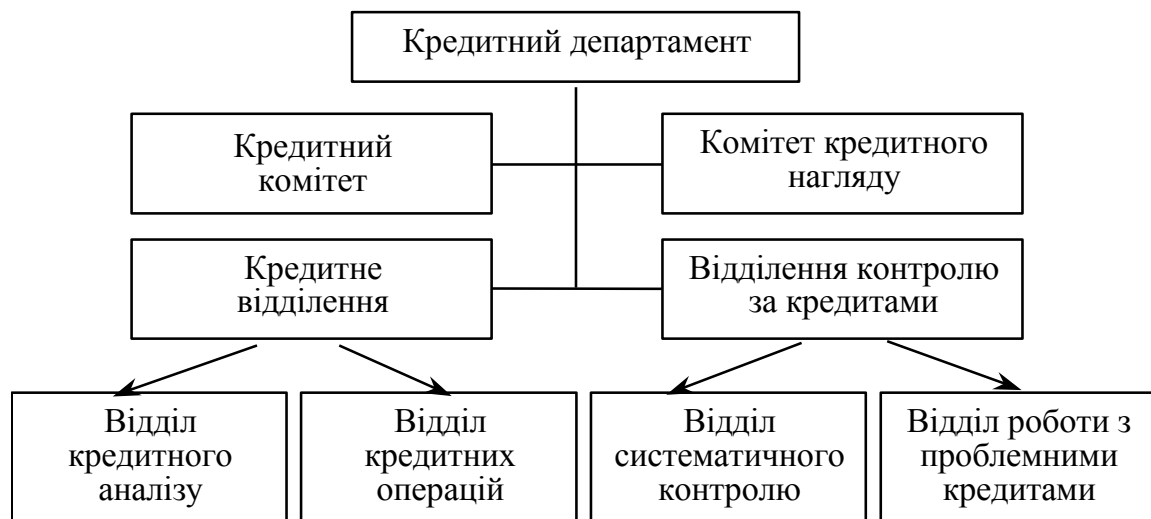 Кредитний департамент
Кредитний
комітет
Комітет кредитного
нагляду
Кредитне
відділення
Відділення контролю
за кредитами
Відділ
кредитного
аналізу
Відділ
кредитних
операцій
Відділ
систематичного
контролю
Відділ роботи з
проблемними
кредитами